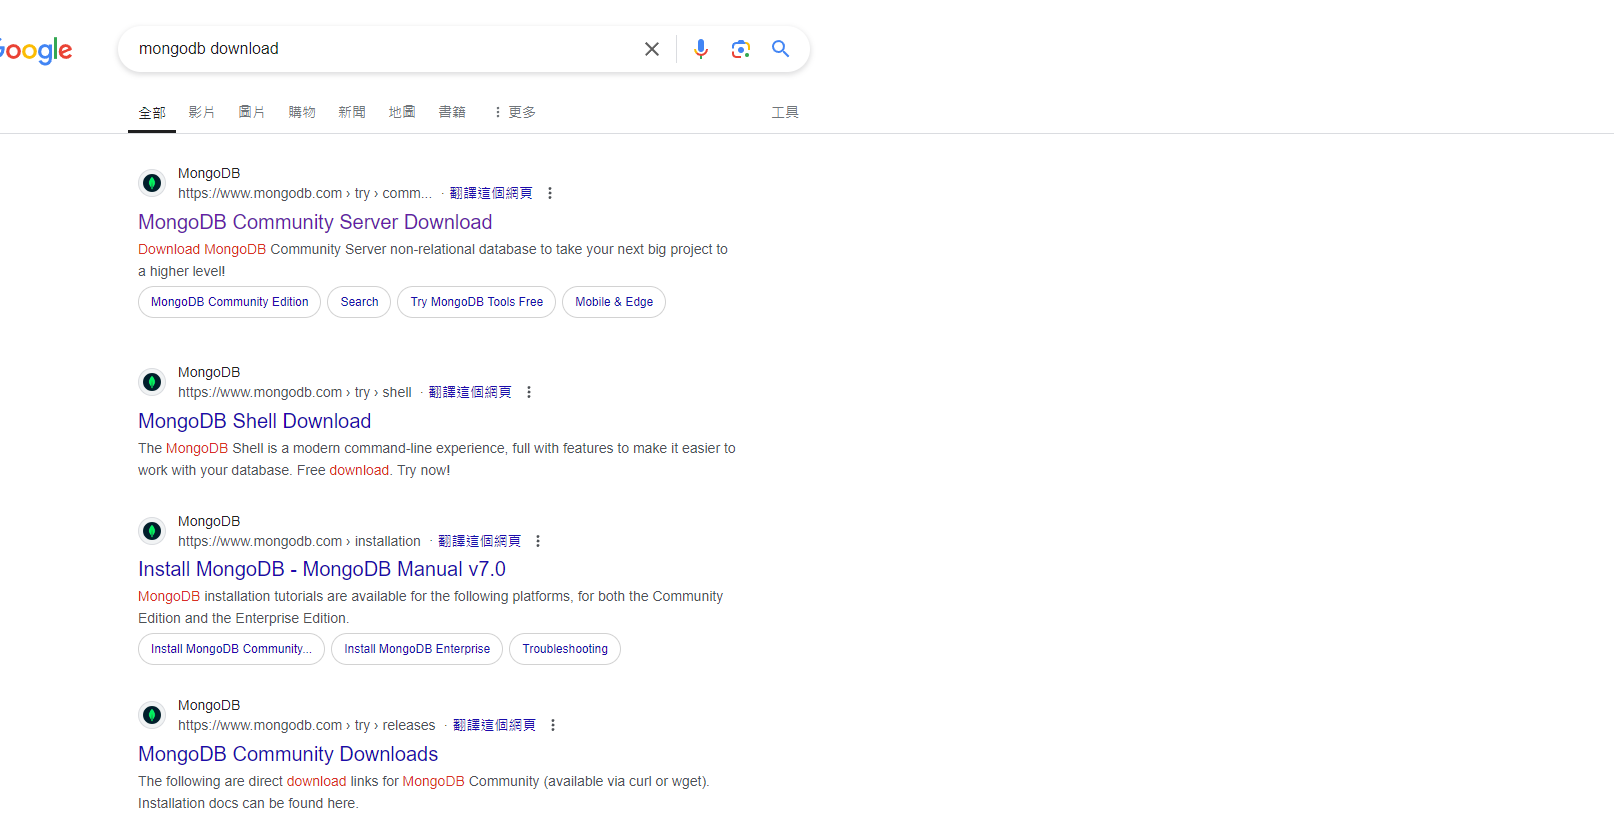 Google
mongodb download
全部 影片 圖片 購物 新聞 地圖 書籍 更多 工具
MongoDB
https://www.mongodb.com › try › comm... · 翻譯這個網頁
MongoDB Community Server Download
Download MongoDB Community Server non-relational database to take your next big project to
a higher level!
MongoDB Community Edition Search Try MongoDB Tools Free Mobile & Edge
MongoDB
https://www.mongodb.com › try › shell · 翻譯這個網頁
MongoDB Shell Download
The MongoDB Shell is a modern command-line experience, full with features to make it easier to
work with your database. Free download. Try now!
MongoDB
https://www.mongodb.com › installation · 翻譯這個網頁
Install MongoDB - MongoDB Manual v7.0
MongoDB installation tutorials are available for the following platforms, for both the Community
Edition and the Enterprise Edition.
Install MongoDB Community... Install MongoDB Enterprise Troubleshooting
MongoDB
https://www.mongodb.com › try › releases · 翻譯這個網頁
MongoDB Community Downloads
The following are direct download links for MongoDB Community (available via curl or wget).
Installation docs can be found here.